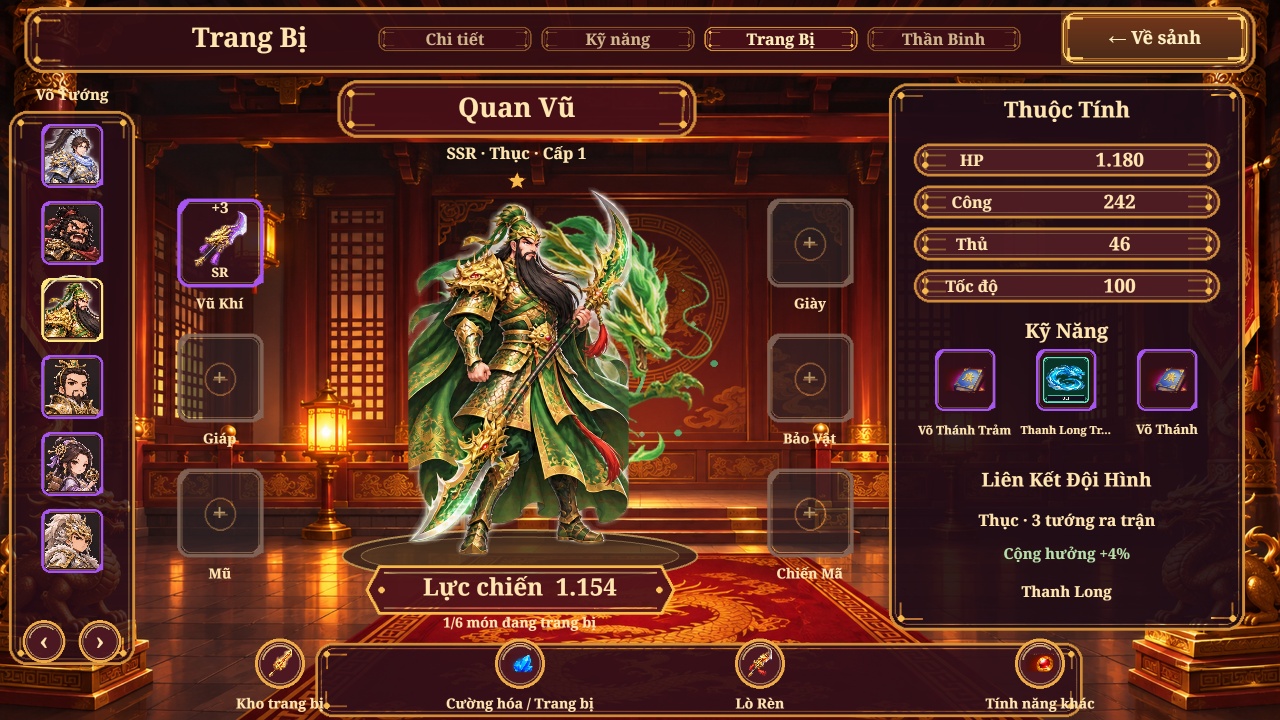 Trang Bị
Chi tiết
Kỹ năng
Trang Bị
Thần Binh
← Về sảnh
Võ Tướng
Quan Vũ
SSR · Thục · Cấp 1
+3
SR
Vũ Khí
Giáp
Mũ
Giày
Bảo Vật
Chiến Mã
Lực chiến 1.154
1/6 món đang trang bị
Thuộc Tính
HP 1.180
Công 242
Thủ 46
Tốc độ 100
Kỹ Năng
Võ Thánh Trảm
Thanh Long Tr...
Võ Thánh
Liên Kết Đội Hình
Thục · 3 tướng ra trận
Cộng hưởng +4%
Thanh Long
Kho trang bị
Cường hóa / Trang bị
Lò Rèn
Tính năng khác